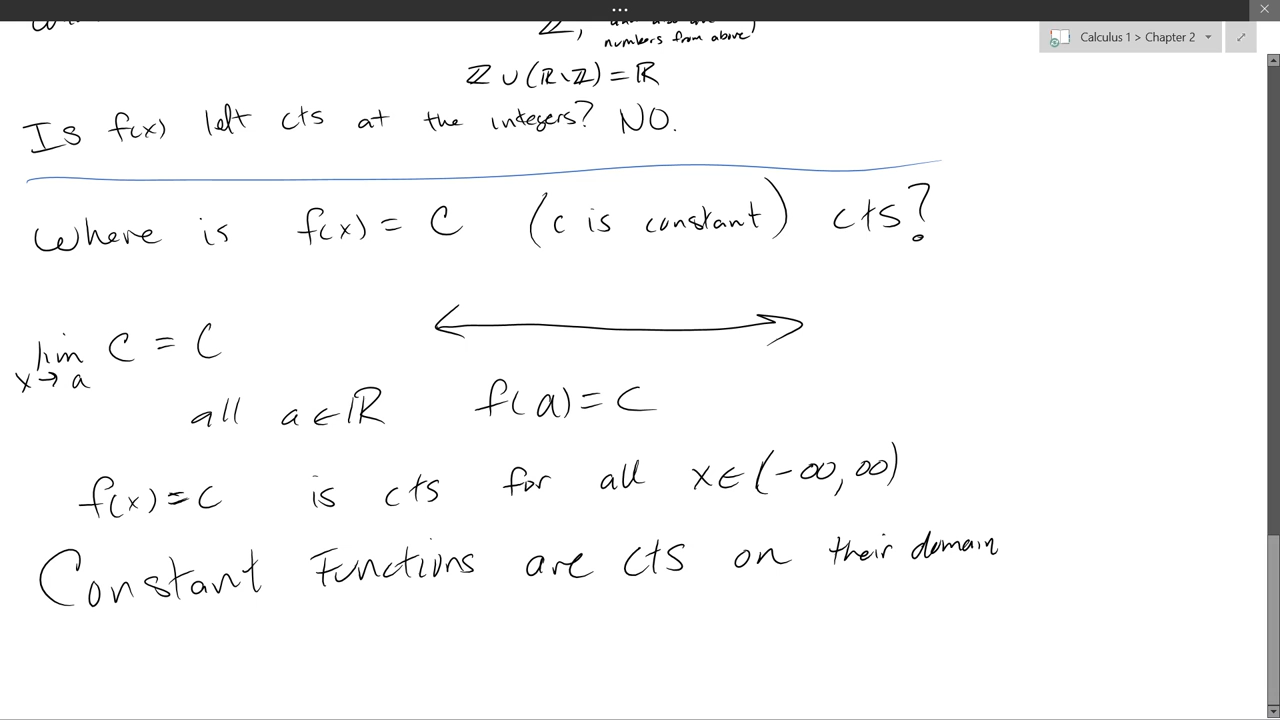 Calculus 1 > Chapter 2
numbers from above
ℤ ∪ (ℝ\ℤ) = ℝ
Is f(x) left cts at the integers? NO.
Where is f(x) = C (c is constant) cts?
lim C = C
x → a
all a ∈ ℝ f(a) = C
f(x) = C is cts for all x ∈ (-∞, ∞)
Constant Functions are cts on their domain